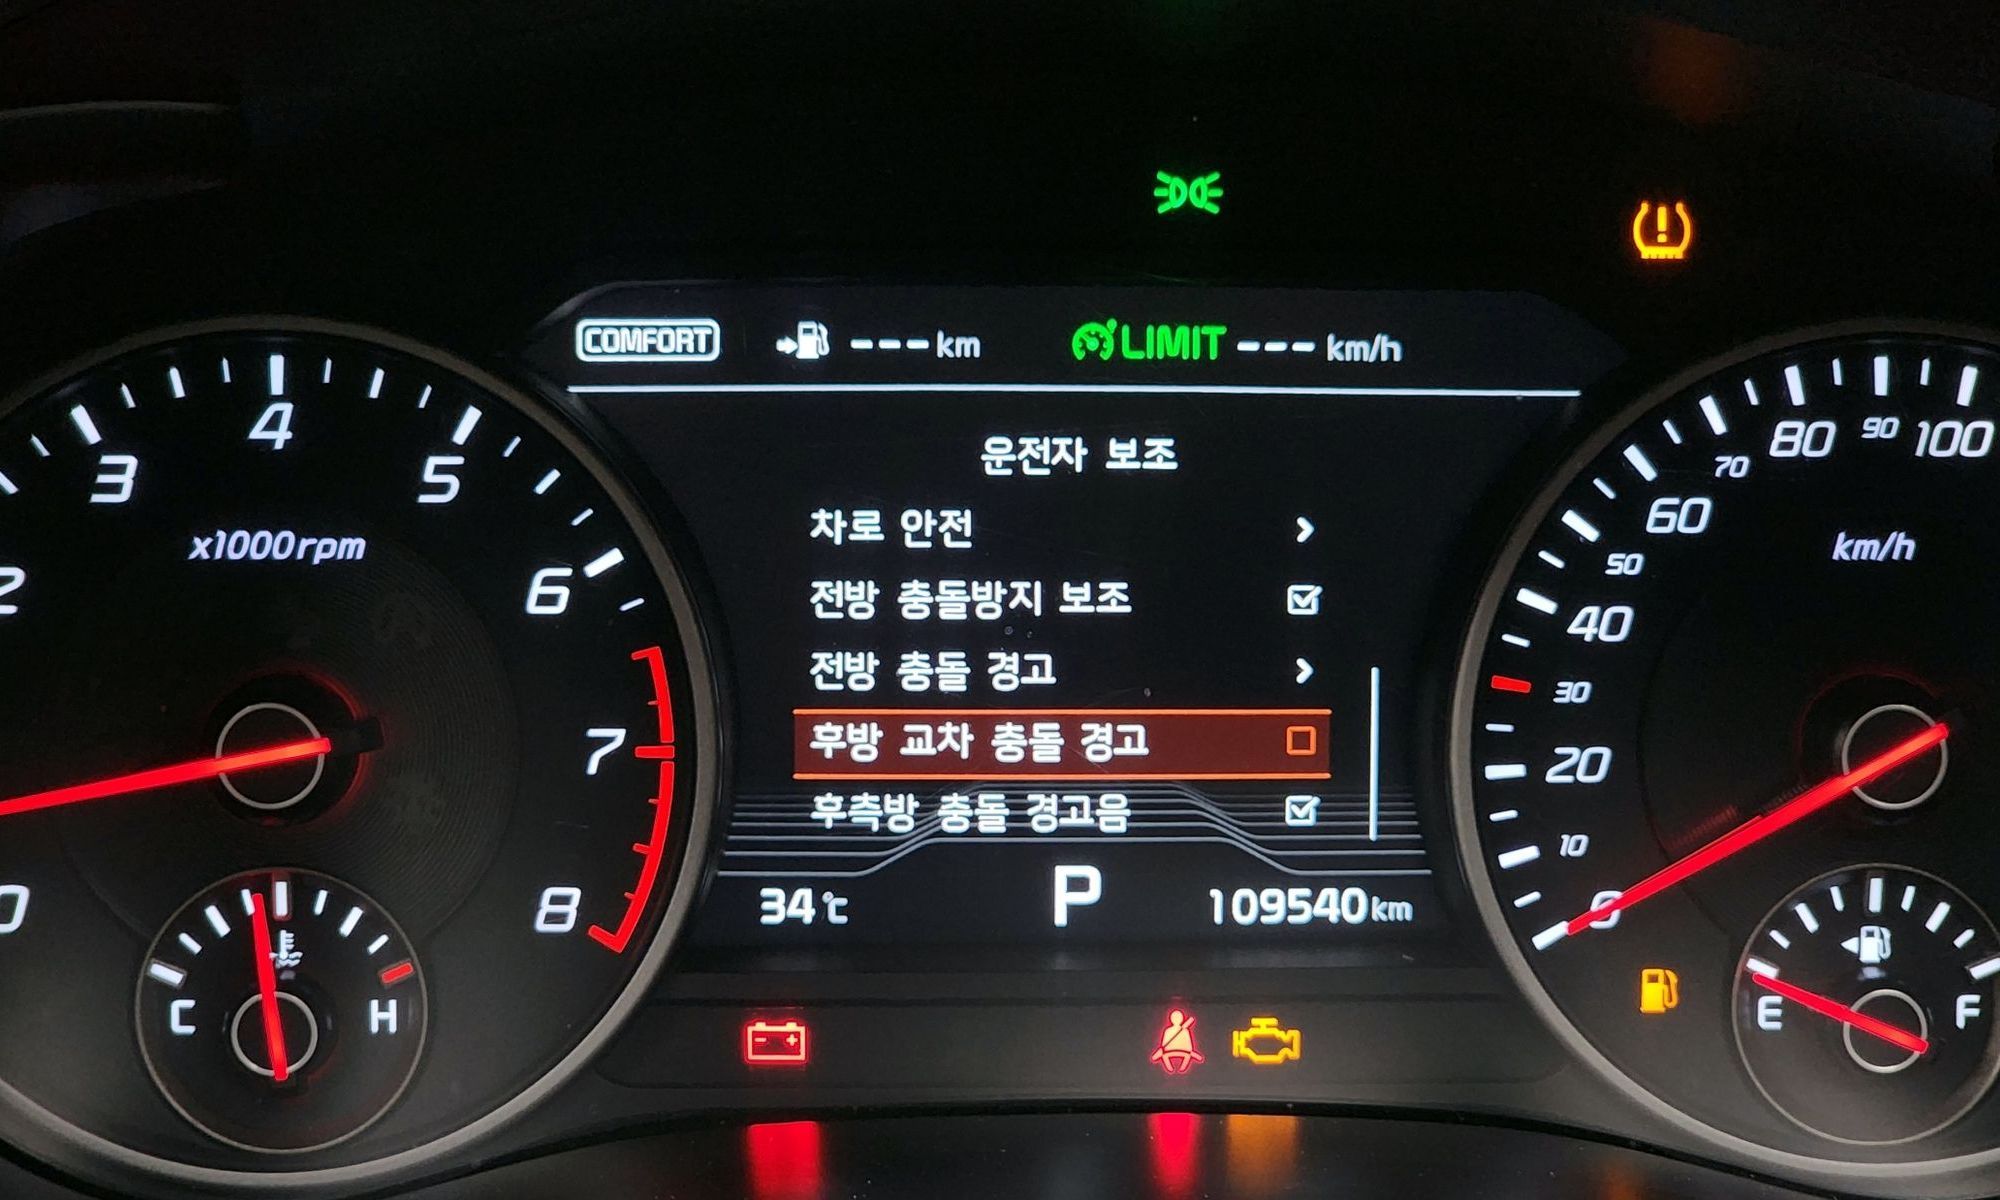 COMFORT --- km LIMIT --- km/h
운전자 보조
차로 안전
전방 충돌방지 보조
전방 충돌 경고
후방 교차 충돌 경고
후측방 충돌 경고음
34℃ P 109540 km
0 2 3 4 5 6 7 8
x1000rpm
C H
0 10 20 30 40 50 60 70 80 90 100
km/h
E F